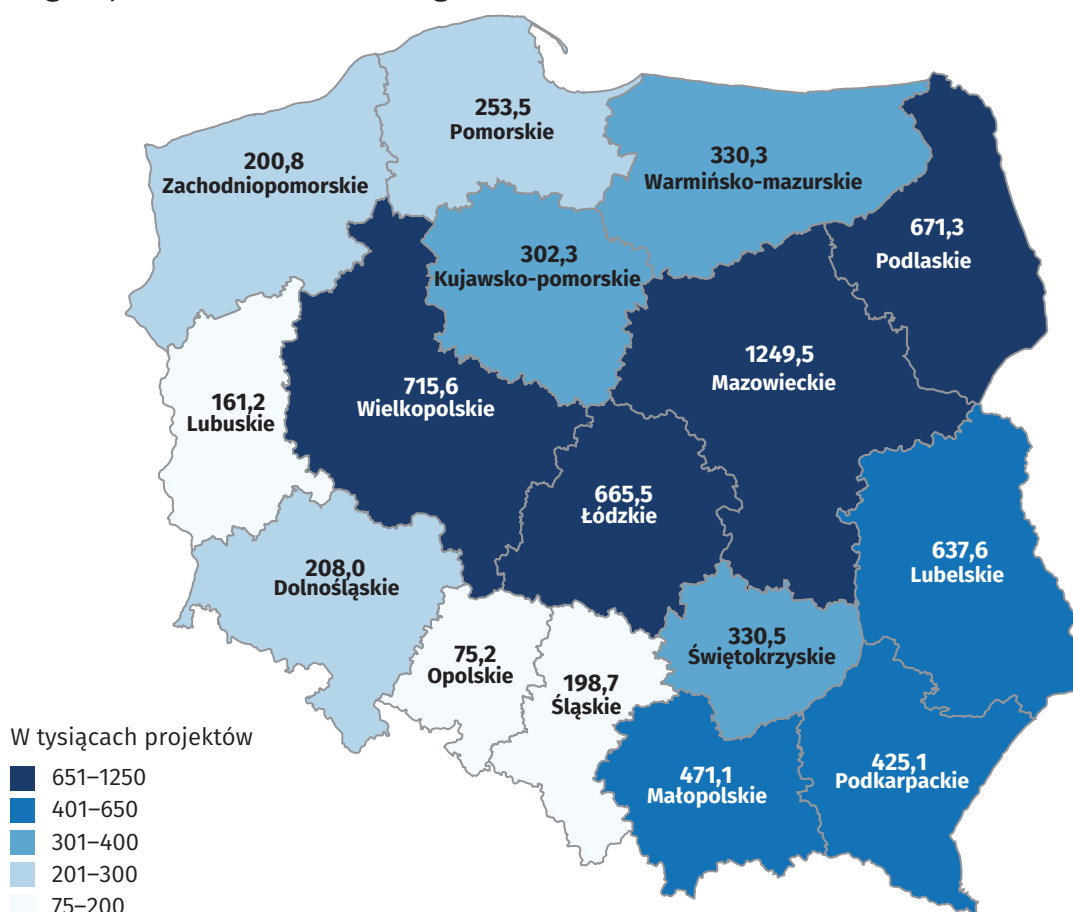 253,5
Pomorskie
200,8
Zachodniopomorskie
330,3
Warmińsko-mazurskie
671,3
Podlaskie
302,3
Kujawsko-pomorskie
1249,5
Mazowieckie
715,6
Wielkopolskie
161,2
Lubuskie
665,5
Łódzkie
637,6
Lubelskie
208,0
Dolnośląskie
330,5
Świętokrzyskie
75,2
Opolskie
198,7
Śląskie
471,1
Małopolskie
425,1
Podkarpackie
W tysiącach projektów
651–1250
401–650
301–400
201–300
75–200